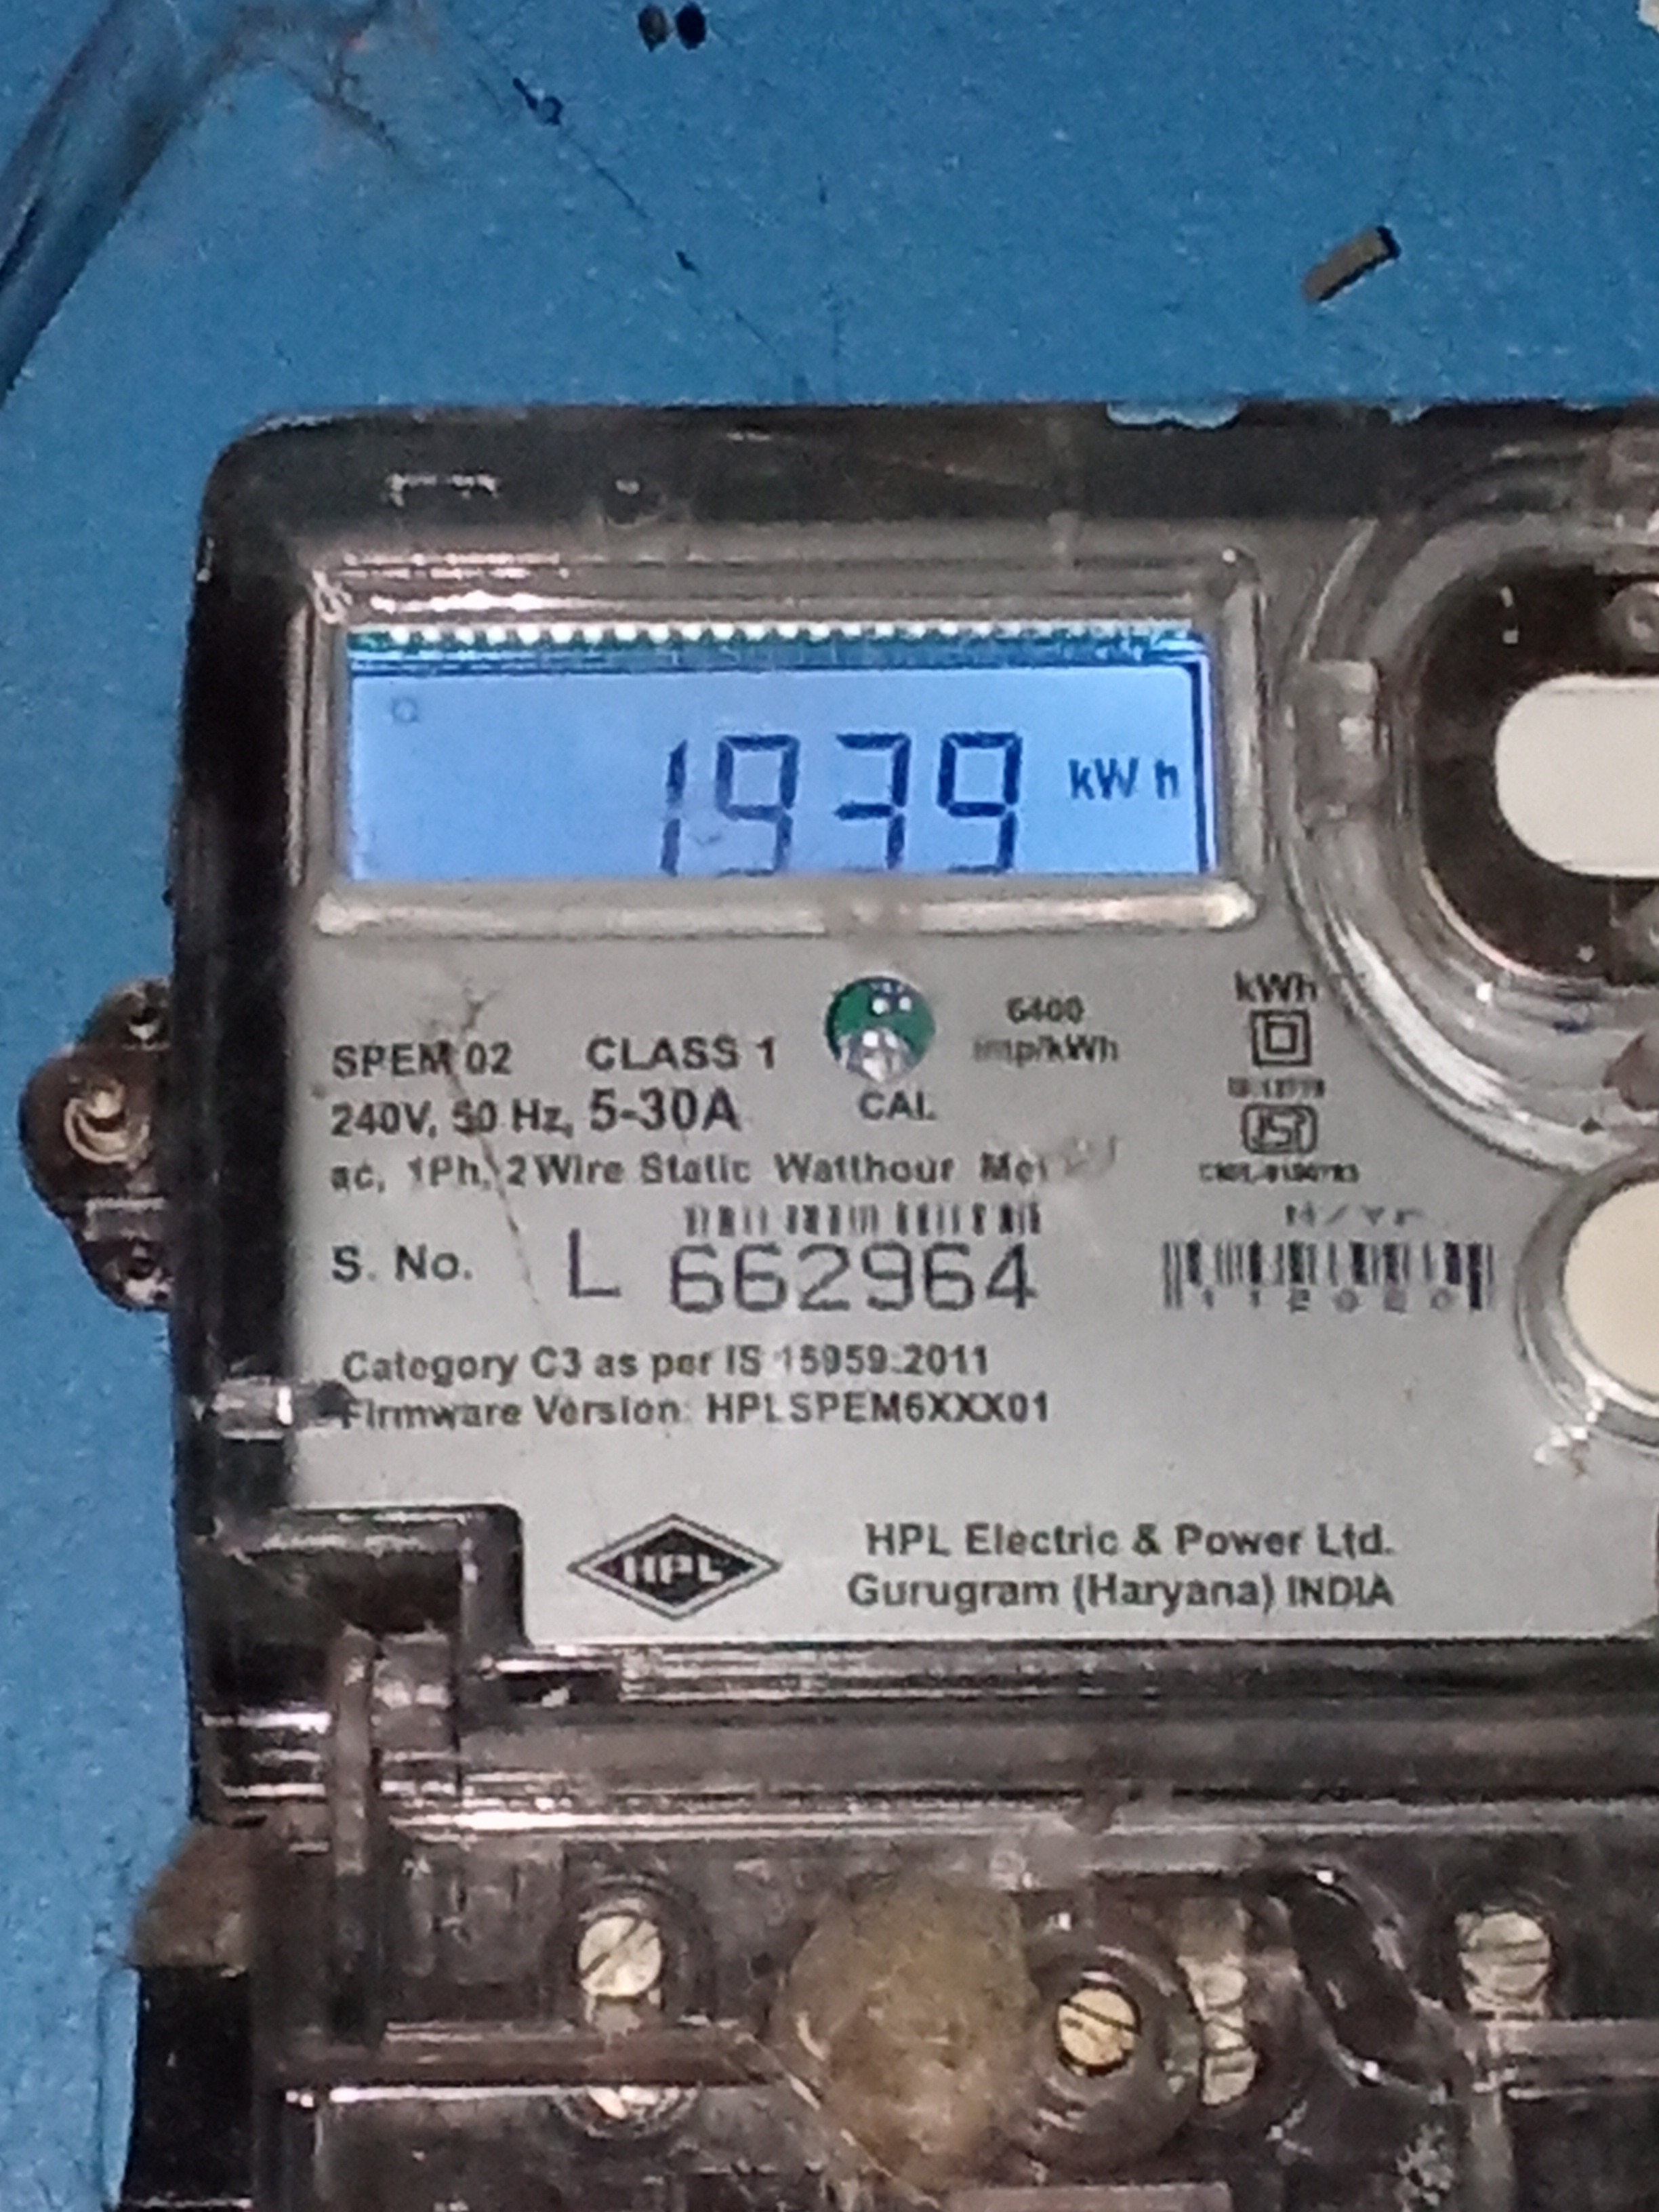 1939 kWh
SPEM 02 CLASS 1
6400
imp/kWh
kWh
240V, 50 Hz, 5-30A
CAL
ac, 1Ph, 2 Wire Static Watthour
S. No. L 662964
Category C3 as per IS 15959:2011
Firmware Version: HPLSPEM6XXX01
HPL
HPL Electric & Power Ltd.
Gurugram (Haryana) INDIA